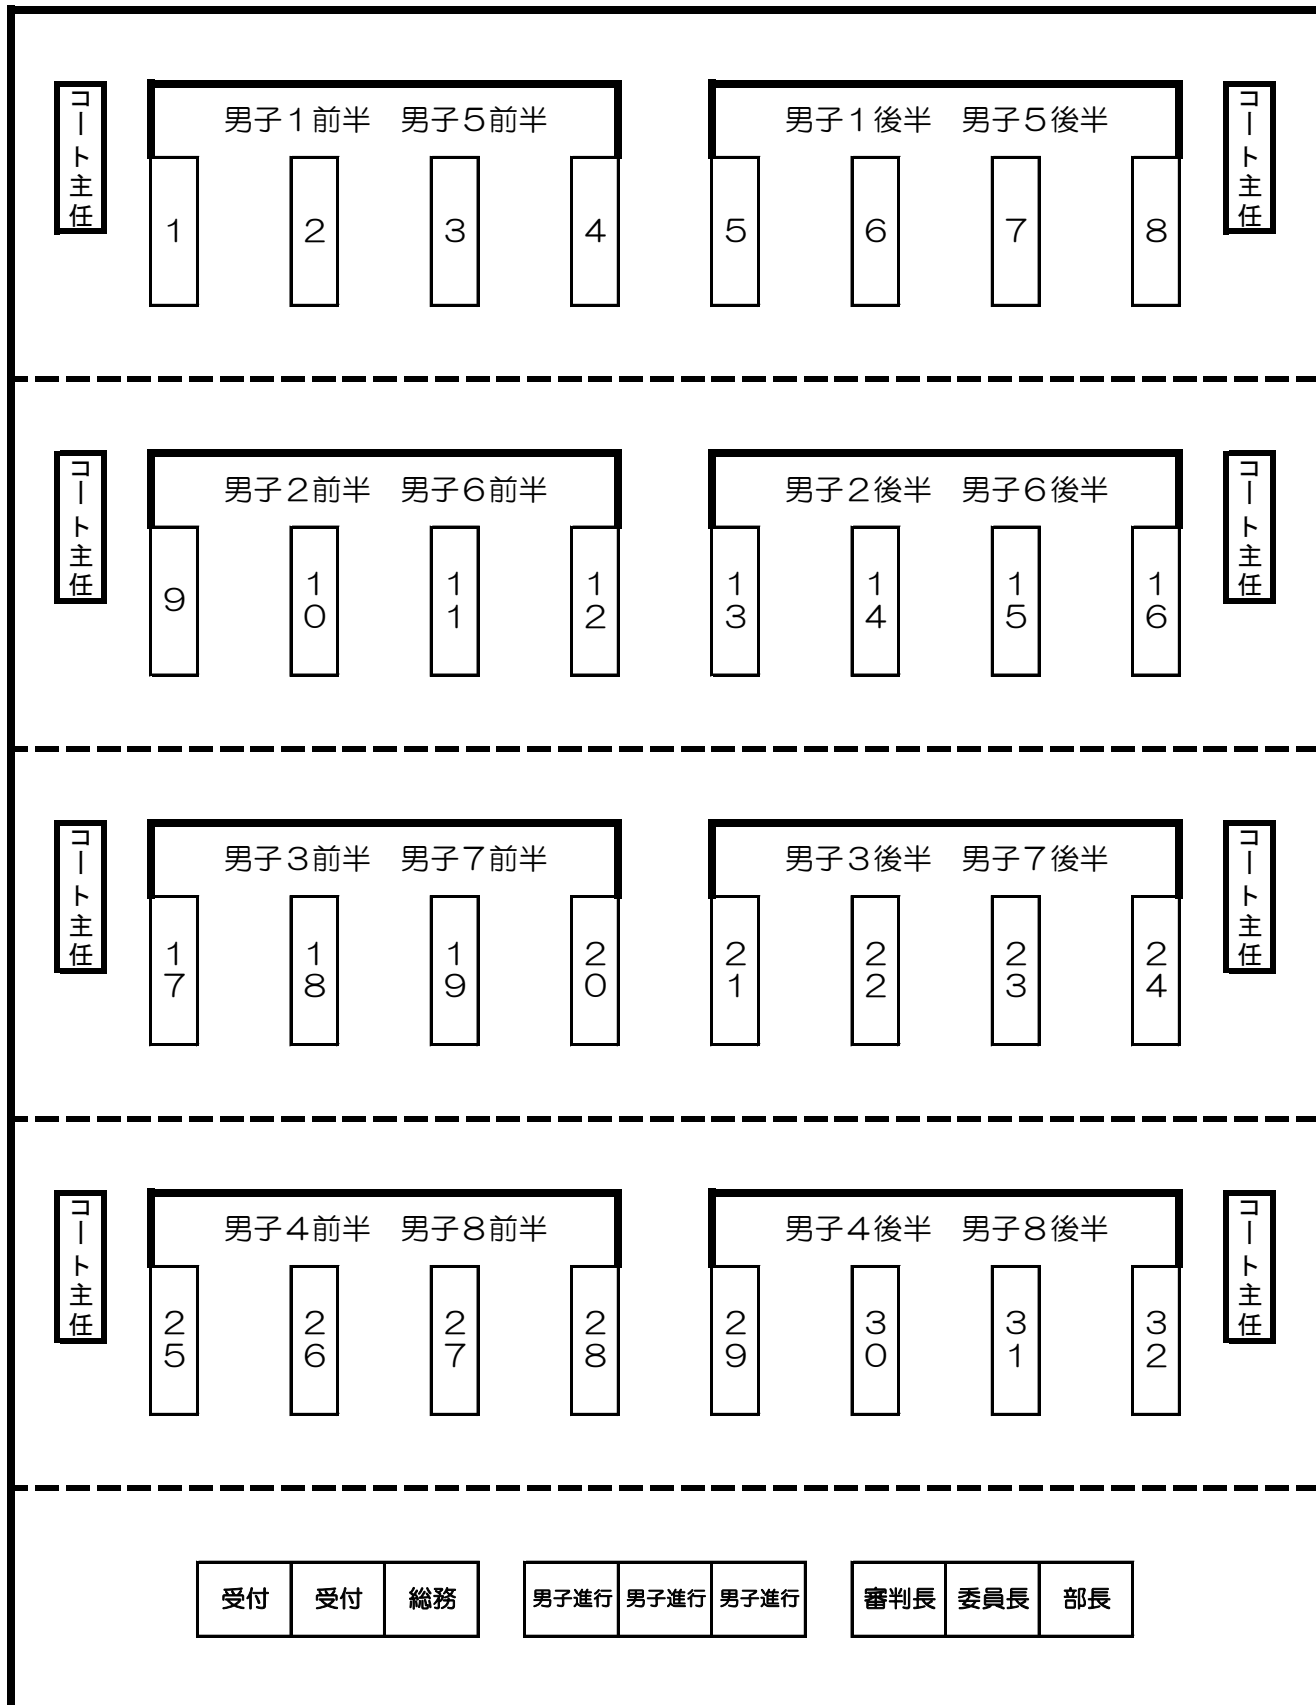 コート主任
男子１前半　男子５前半
男子１後半　男子５後半
コート主任
1 2 3 4 5 6 7 8
コート主任
男子２前半　男子６前半
男子２後半　男子６後半
コート主任
9 10 11 12 13 14 15 16
コート主任
男子３前半　男子７前半
男子３後半　男子７後半
コート主任
17 18 19 20 21 22 23 24
コート主任
男子４前半　男子８前半
男子４後半　男子８後半
コート主任
25 26 27 28 29 30 31 32
受付 受付 総務 男子進行 男子進行 男子進行 審判長 委員長 部長